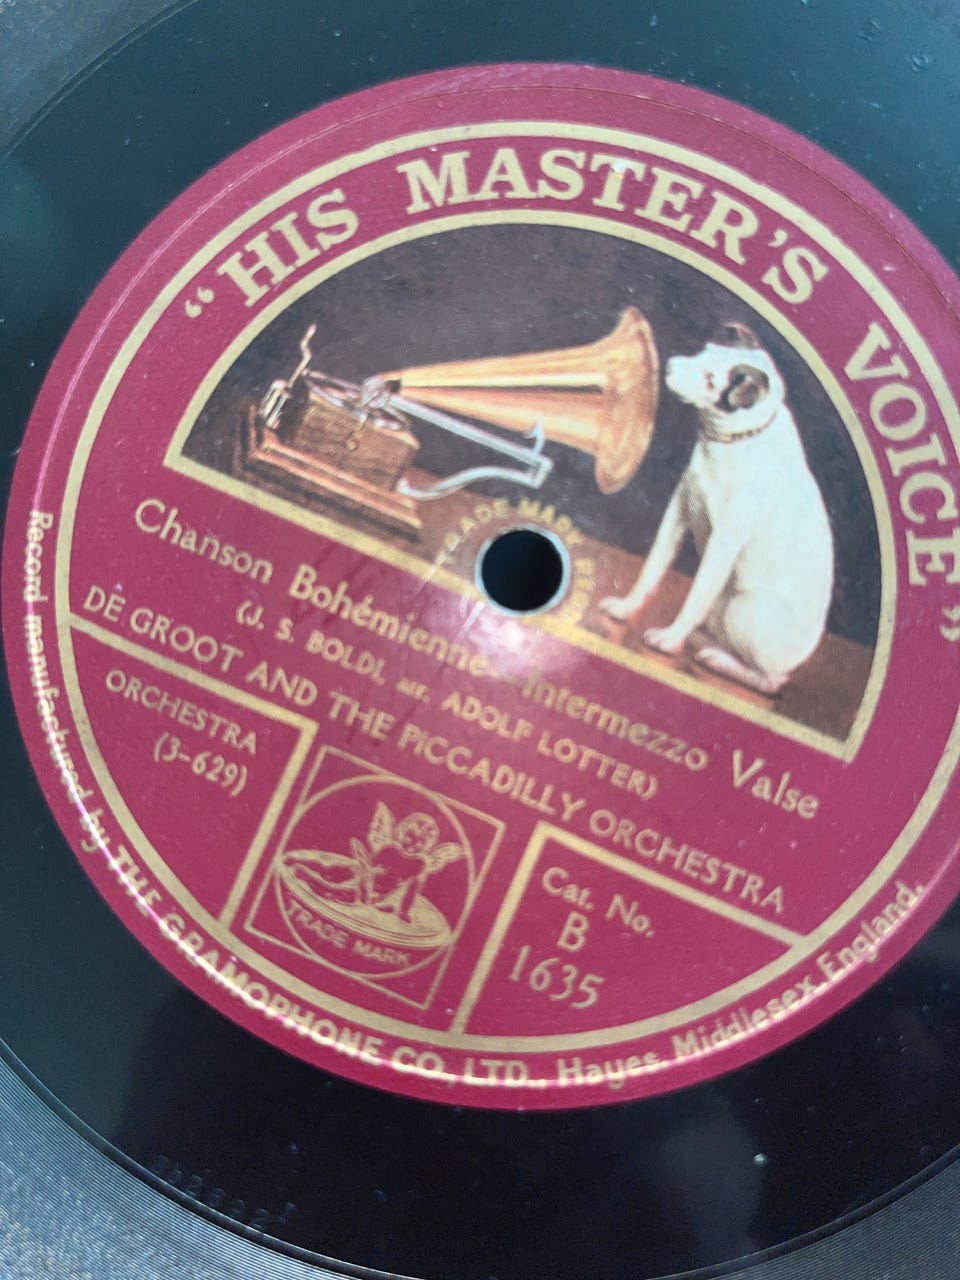 “HIS MASTER'S VOICE”
TRADE MARK
Chanson Bohémienne Intermezzo Valse
(J. S. BOLDI, arr. ADOLF LOTTER)
DE GROOT AND THE PICCADILLY ORCHESTRA
ORCHESTRA
(3-629)
TRADE MARK
Cat. No.
B
1635
Record manufactured by THE GRAMOPHONE CO., LTD., Hayes, Middlesex, England.